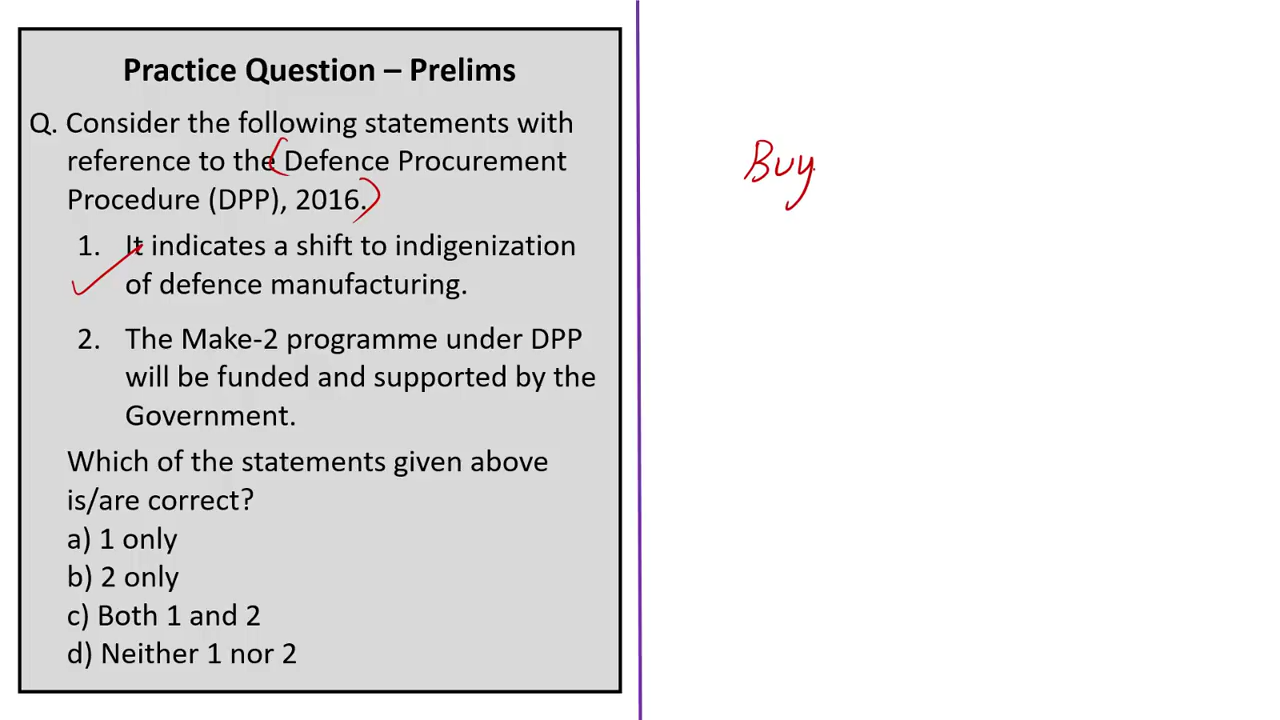 Practice Question – Prelims
Q. Consider the following statements with
reference to the Defence Procurement
Procedure (DPP), 2016.
1. It indicates a shift to indigenization
of defence manufacturing.
2. The Make-2 programme under DPP
will be funded and supported by the
Government.
Which of the statements given above
is/are correct?
a) 1 only
b) 2 only
c) Both 1 and 2
d) Neither 1 nor 2
Buy